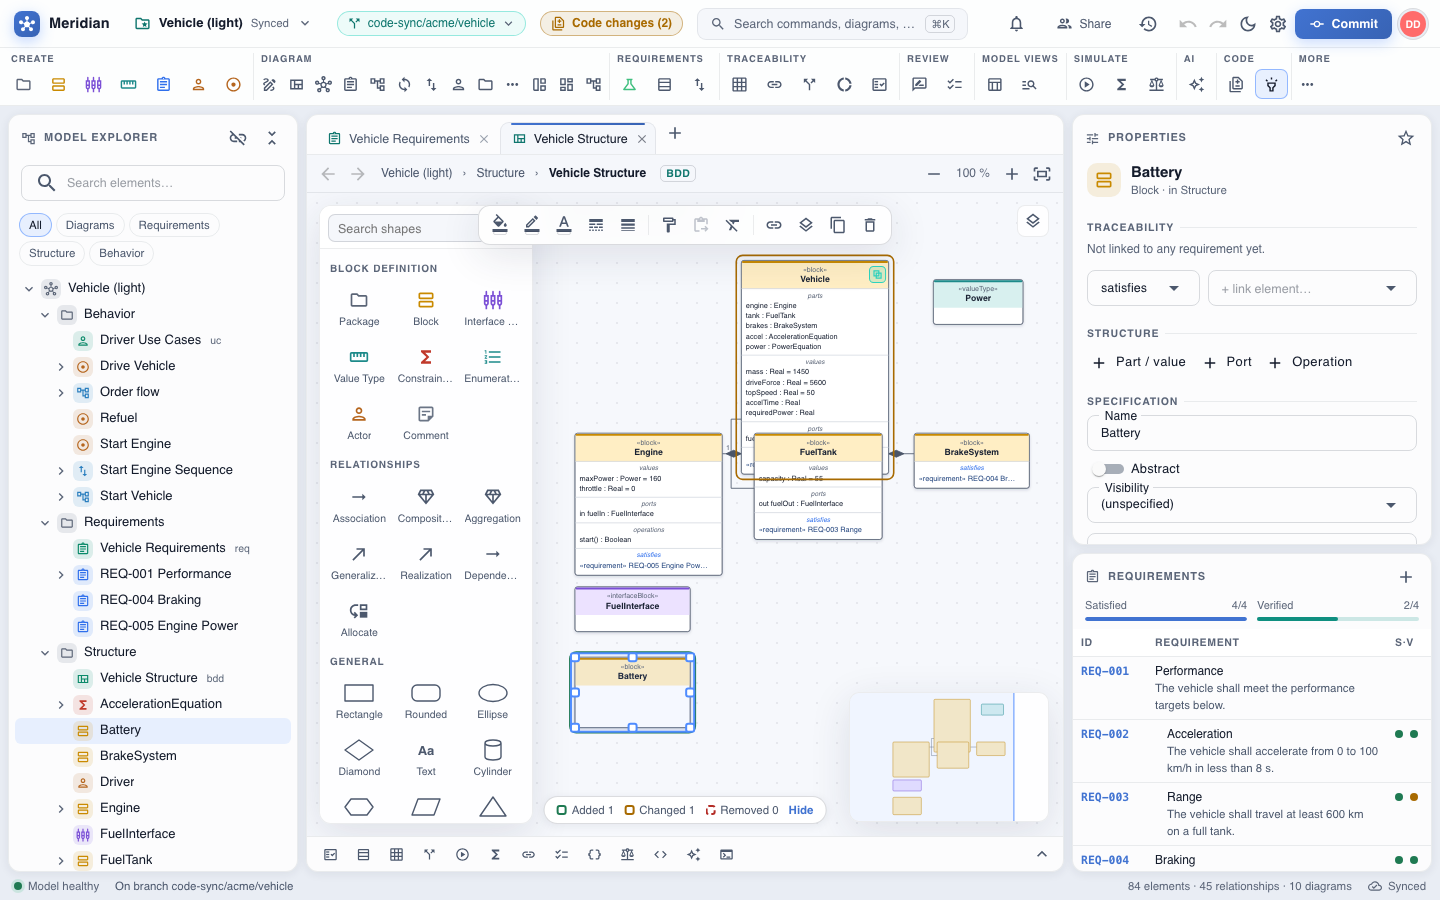 Meridian
Vehicle (light) Synced
code-sync/acme/vehicle
Code changes (2)
Search commands, diagrams, … ⌘K
Share
Commit
DD
CREATE
DIAGRAM
REQUIREMENTS
TRACEABILITY
REVIEW
MODEL VIEWS
SIMULATE
AI
CODE
MORE
MODEL EXPLORER
Search elements…
All
Diagrams
Requirements
Structure
Behavior
Vehicle (light)
Behavior
Driver Use Cases uc
Drive Vehicle
Order flow
Refuel
Start Engine
Start Engine Sequence
Start Vehicle
Requirements
Vehicle Requirements req
REQ-001 Performance
REQ-004 Braking
REQ-005 Engine Power
Structure
Vehicle Structure bdd
AccelerationEquation
Battery
BrakeSystem
Driver
Engine
FuelInterface
FuelTank
Vehicle Requirements
Vehicle Structure
Vehicle (light) › Structure › Vehicle Structure BDD
100 %
Search shapes
BLOCK DEFINITION
Package
Block
Interface …
Value Type
Constrain…
Enumerat…
Actor
Comment
RELATIONSHIPS
Association
Composit…
Aggregation
Generaliz…
Realization
Depende…
Allocate
GENERAL
Rectangle
Rounded
Ellipse
Diamond
Aa
Text
Cylinder
«block»
Vehicle
parts
engine : Engine
tank : FuelTank
brakes : BrakeSystem
accel : AccelerationEquation
power : PowerEquation
values
mass : Real = 1450
driveForce : Real = 5600
topSpeed : Real = 50
accelTime : Real
requiredPower : Real
ports
«valueType»
Power
«block»
Engine
values
maxPower : Power = 160
throttle : Real = 0
ports
in fuelIn : FuelInterface
operations
start() : Boolean
satisfies
«requirement» REQ-005 Engine Pow…
«block»
FuelTank
values
capacity : Real = 55
ports
out fuelOut : FuelInterface
satisfies
«requirement» REQ-003 Range
«block»
BrakeSystem
satisfies
«requirement» REQ-004 Br…
«interfaceBlock»
FuelInterface
«block»
Battery
Added 1
Changed 1
Removed 0
Hide
PROPERTIES
Battery
Block · in Structure
TRACEABILITY
Not linked to any requirement yet.
satisfies
+ link element…
STRUCTURE
Part / value
Port
Operation
SPECIFICATION
Name
Battery
Abstract
Visibility
(unspecified)
REQUIREMENTS
Satisfied 4/4
Verified 2/4
ID REQUIREMENT S·V
REQ-001 Performance
The vehicle shall meet the performance
targets below.
REQ-002 Acceleration
The vehicle shall accelerate from 0 to 100
km/h in less than 8 s.
REQ-003 Range
The vehicle shall travel at least 600 km
on a full tank.
REQ-004 Braking
Model healthy
On branch code-sync/acme/vehicle
84 elements · 45 relationships · 10 diagrams
Synced